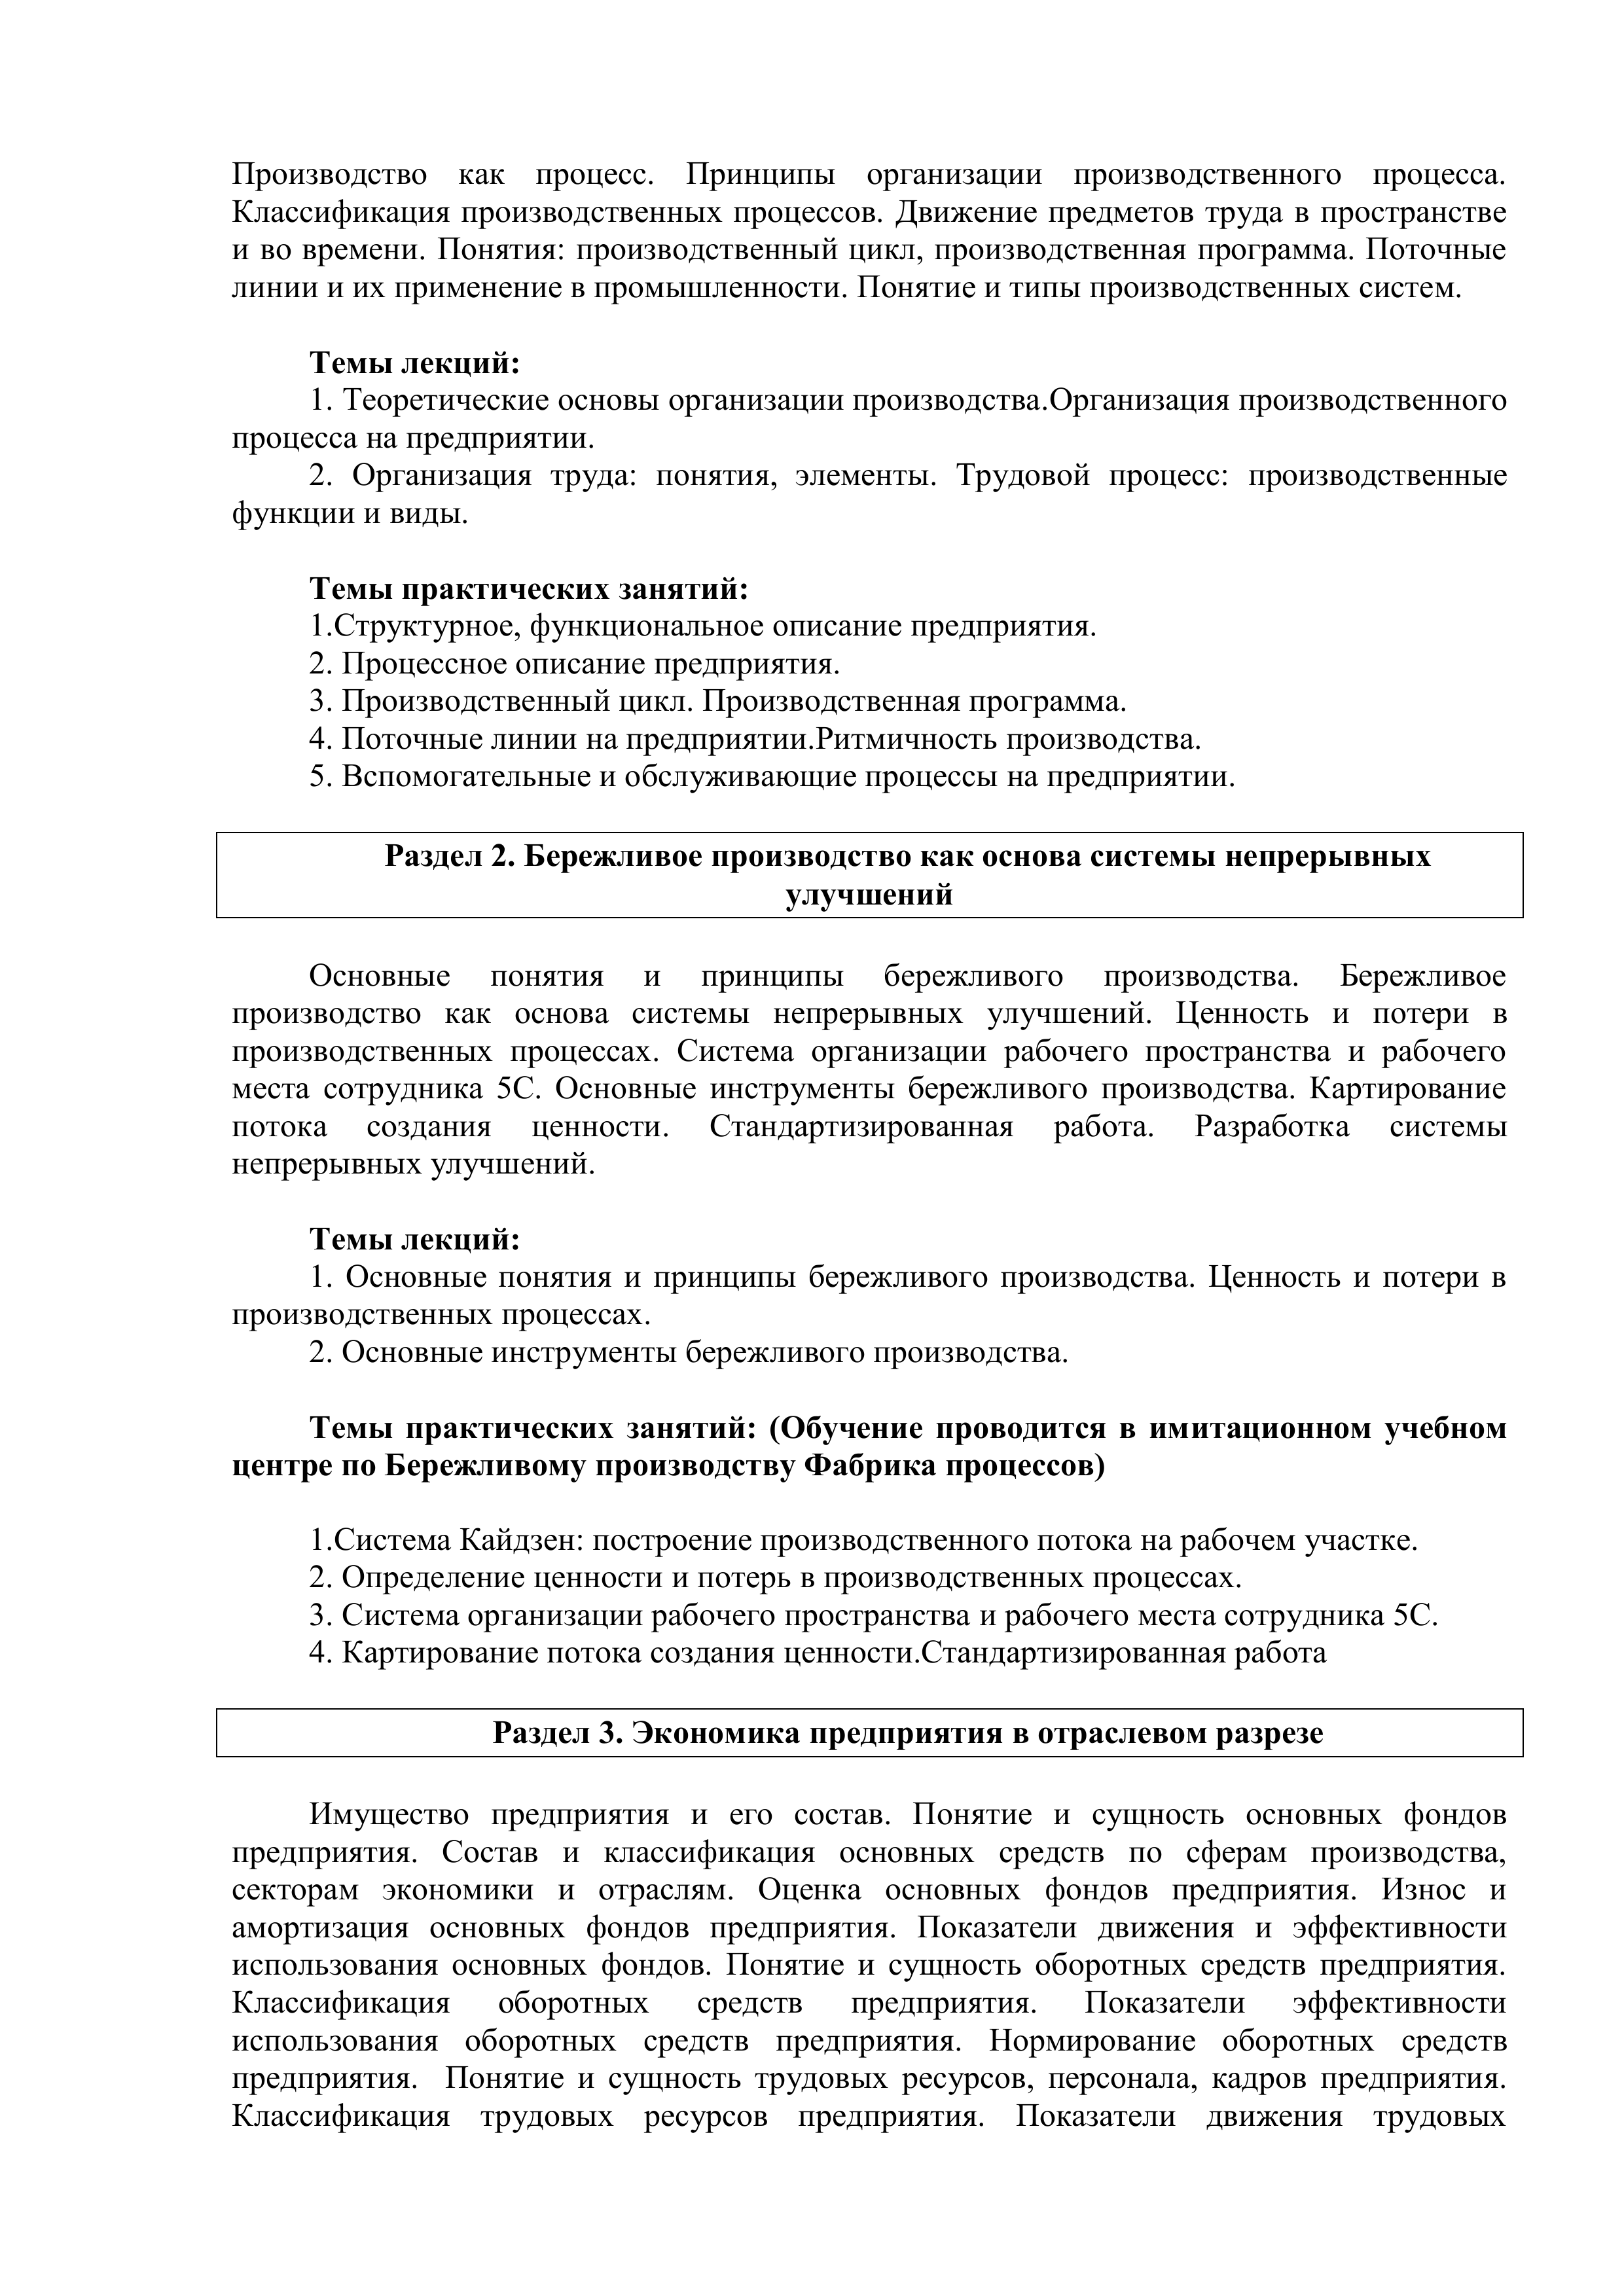 Производство как процесс. Принципы организации производственного процесса.
Классификация производственных процессов. Движение предметов труда в пространстве
и во времени. Понятия: производственный цикл, производственная программа. Поточные
линии и их применение в промышленности. Понятие и типы производственных систем.
Темы лекций:
1. Теоретические основы организации производства.Организация производственного
процесса на предприятии.
2. Организация труда: понятия, элементы. Трудовой процесс: производственные
функции и виды.
Темы практических занятий:
1.Структурное, функциональное описание предприятия.
2. Процессное описание предприятия.
3. Производственный цикл. Производственная программа.
4. Поточные линии на предприятии.Ритмичность производства.
5. Вспомогательные и обслуживающие процессы на предприятии.
Раздел 2. Бережливое производство как основа системы непрерывных
улучшений
Основные понятия и принципы бережливого производства. Бережливое
производство как основа системы непрерывных улучшений. Ценность и потери в
производственных процессах. Система организации рабочего пространства и рабочего
места сотрудника 5С. Основные инструменты бережливого производства. Картирование
потока создания ценности. Стандартизированная работа. Разработка системы
непрерывных улучшений.
Темы лекций:
1. Основные понятия и принципы бережливого производства. Ценность и потери в
производственных процессах.
2. Основные инструменты бережливого производства.
Темы практических занятий: (Обучение проводится в имитационном учебном
центре по Бережливому производству Фабрика процессов)
1.Система Кайдзен: построение производственного потока на рабочем участке.
2. Определение ценности и потерь в производственных процессах.
3. Система организации рабочего пространства и рабочего места сотрудника 5С.
4. Картирование потока создания ценности.Стандартизированная работа
Раздел 3. Экономика предприятия в отраслевом разрезе
Имущество предприятия и его состав. Понятие и сущность основных фондов
предприятия. Состав и классификация основных средств по сферам производства,
секторам экономики и отраслям. Оценка основных фондов предприятия. Износ и
амортизация основных фондов предприятия. Показатели движения и эффективности
использования основных фондов. Понятие и сущность оборотных средств предприятия.
Классификация оборотных средств предприятия. Показатели эффективности
использования оборотных средств предприятия. Нормирование оборотных средств
предприятия. Понятие и сущность трудовых ресурсов, персонала, кадров предприятия.
Классификация трудовых ресурсов предприятия. Показатели движения трудовых